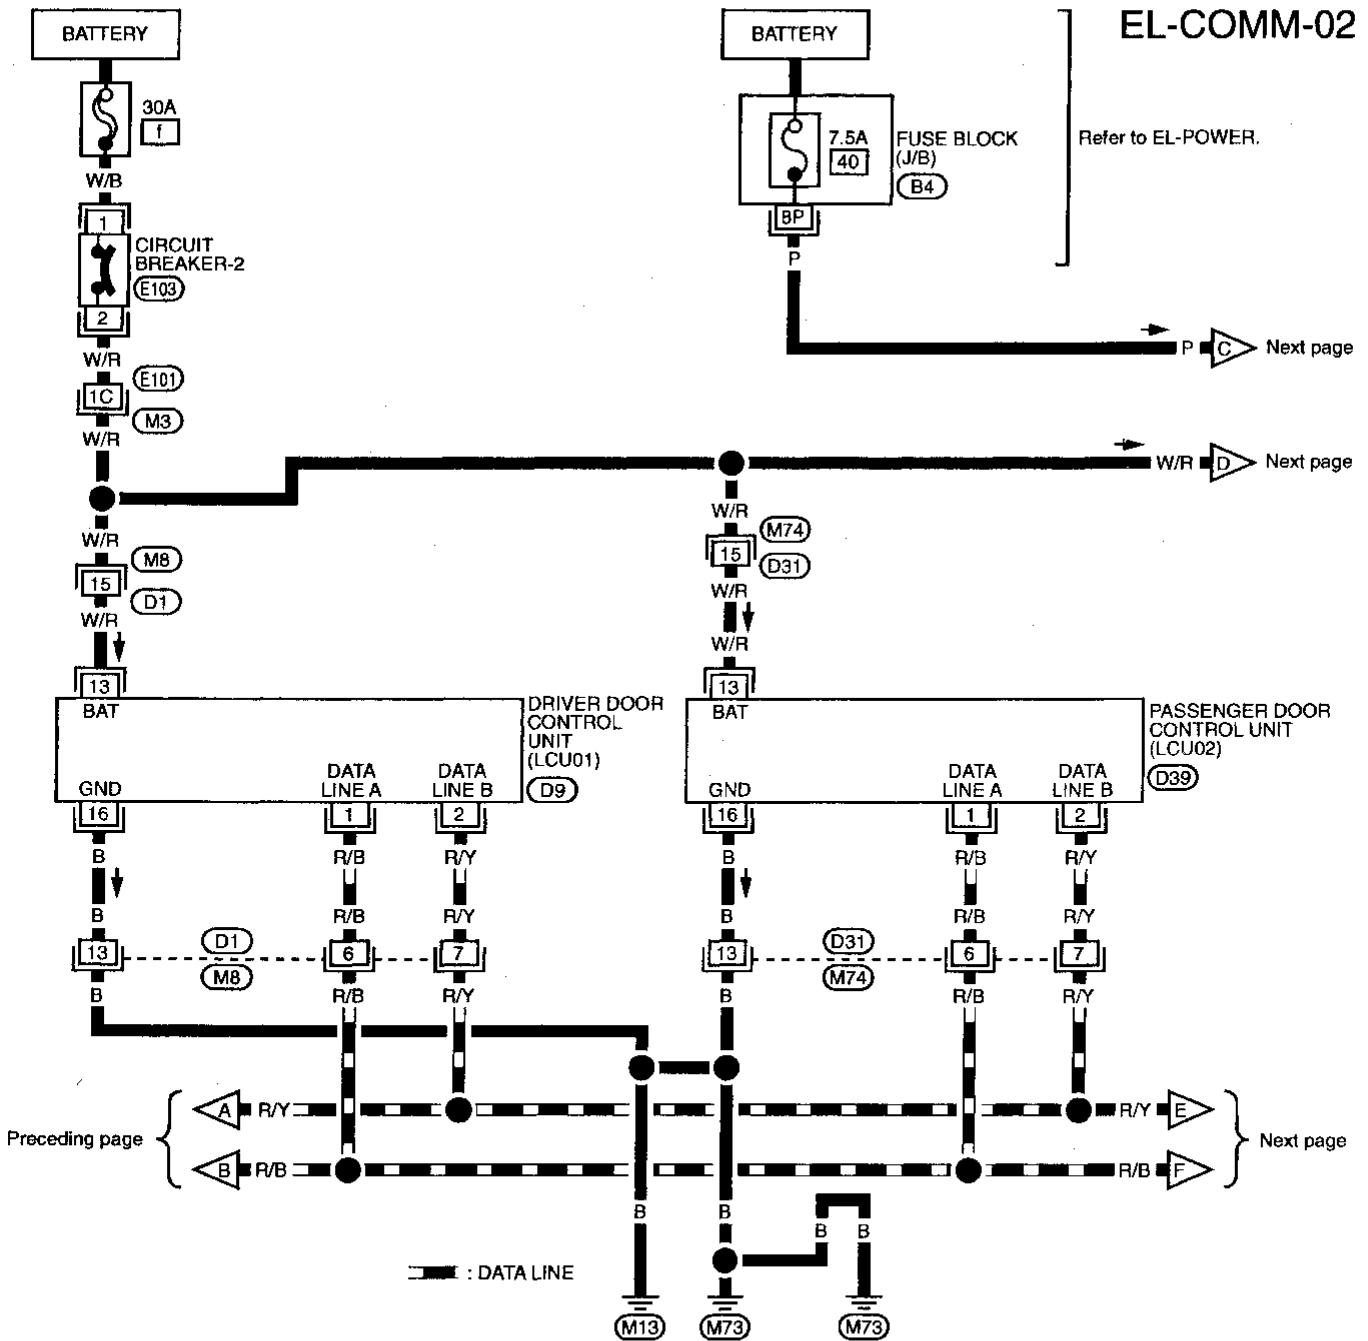 EL-COMM-02
BATTERY
30A
f
W/B
1
CIRCUIT
BREAKER-2
E103
2
W/R
E101
1C
M3
W/R
BATTERY
7.5A
40
FUSE BLOCK
(J/B)
B4
BP
P
Refer to EL-POWER.
P
C
Next page
W/R
D
Next page
W/R
M8
15
D1
W/R
13
W/R
M74
15
D31
W/R
W/R
13
BAT
DRIVER DOOR
CONTROL
UNIT
(LCU01)
D9
GND
DATA
LINE A
DATA
LINE B
16
1
2
BAT
PASSENGER DOOR
CONTROL UNIT
(LCU02)
D39
GND
DATA
LINE A
DATA
LINE B
16
1
2
B
R/B
R/Y
B
R/B
R/Y
B
R/B
R/Y
B
R/B
R/Y
13
D1
M8
6
7
13
D31
M74
6
7
B
R/B
R/Y
B
R/B
R/Y
Preceding page
A
R/Y
R/Y
E
B
R/B
R/B
F
Next page
B
B
B
B
: DATA LINE
M13
M73
M73